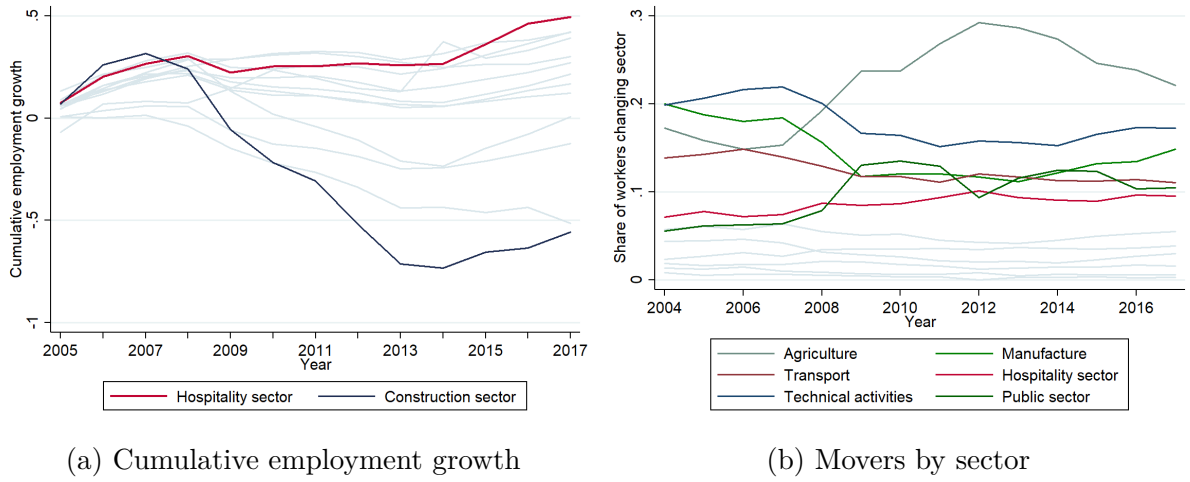 Cumulative employment growth
.5
0
-.5
-1
2005 2007 2009 2011 2013 2015 2017
Year
Hospitality sector Construction sector
(a) Cumulative employment growth
Share of workers changing sector
.3
.2
.1
0
2004 2006 2008 2010 2012 2014 2016
Year
Agriculture Manufacture
Transport Hospitality sector
Technical activities Public sector
(b) Movers by sector